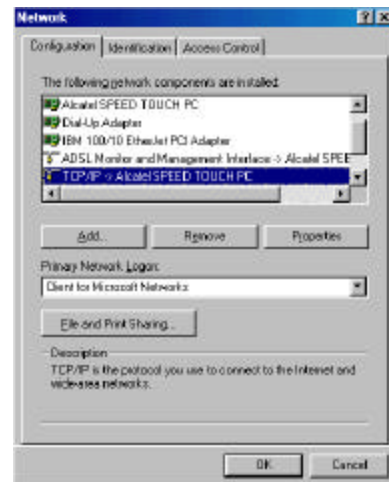 Network
Configuration Identification Access Control
The following network components are installed:
Alcatel SPEED TOUCH PC
Dial-Up Adapter
IBM 100/10 EtherJet PCI Adapter
ADSL Monitor and Management Interface -> Alcatel SPEE
TCP/IP -> Alcatel SPEED TOUCH PC
Add... Remove Properties
Primary Network Logon:
Client for Microsoft Networks
File and Print Sharing...
Description
TCP/IP is the protocol you use to connect to the Internet and
wide-area networks.
OK Cancel